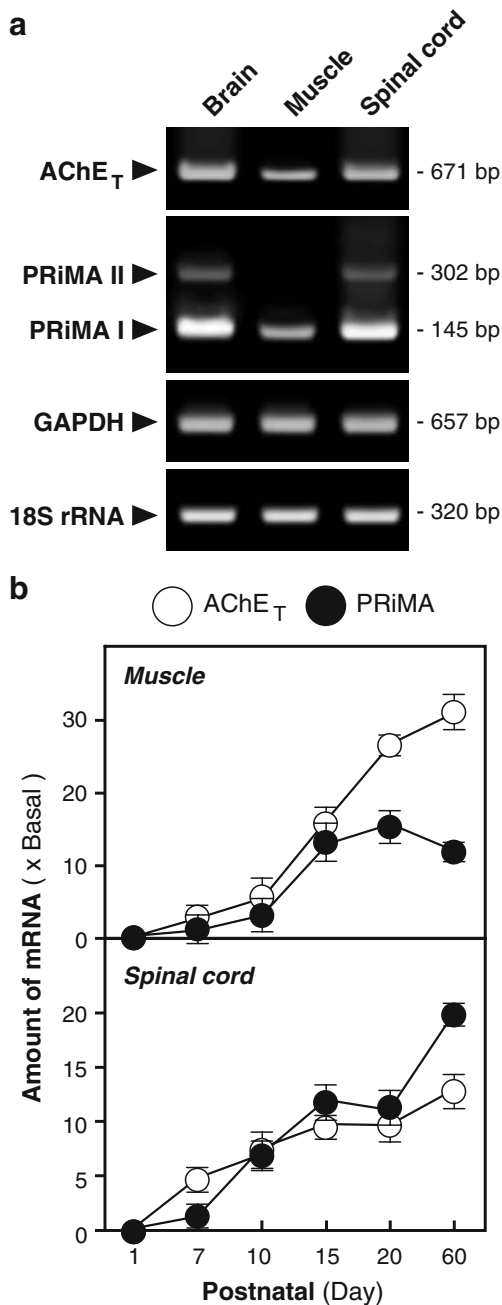 a
Brain Muscle Spinal cord
AChE T - 671 bp
PRiMA II - 302 bp
PRiMA I - 145 bp
GAPDH - 657 bp
18S rRNA - 320 bp
b
AChE T PRiMA
Muscle
30
20
10
0
Spinal cord
20
15
10
5
0
Amount of mRNA ( x Basal )
1 7 10 15 20 60
Postnatal (Day)